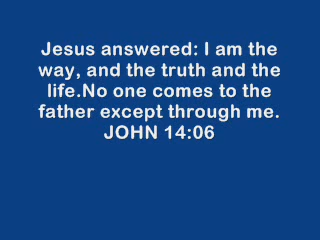 Jesus answered: I am the
way, and the truth and the
life.No one comes to the
father except through me.
JOHN 14:06